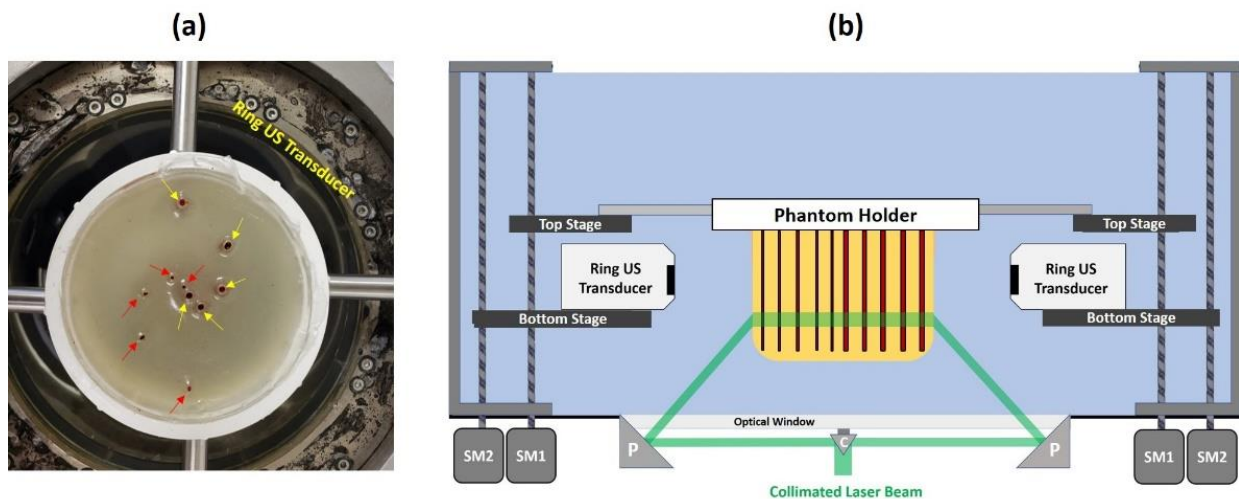 (a)
(b)
Ring US Transducer
Phantom Holder
Top Stage
Top Stage
Ring US
Transducer
Ring US
Transducer
Bottom Stage
Bottom Stage
Optical Window
P
C
P
SM2
SM1
SM1
SM2
Collimated Laser Beam